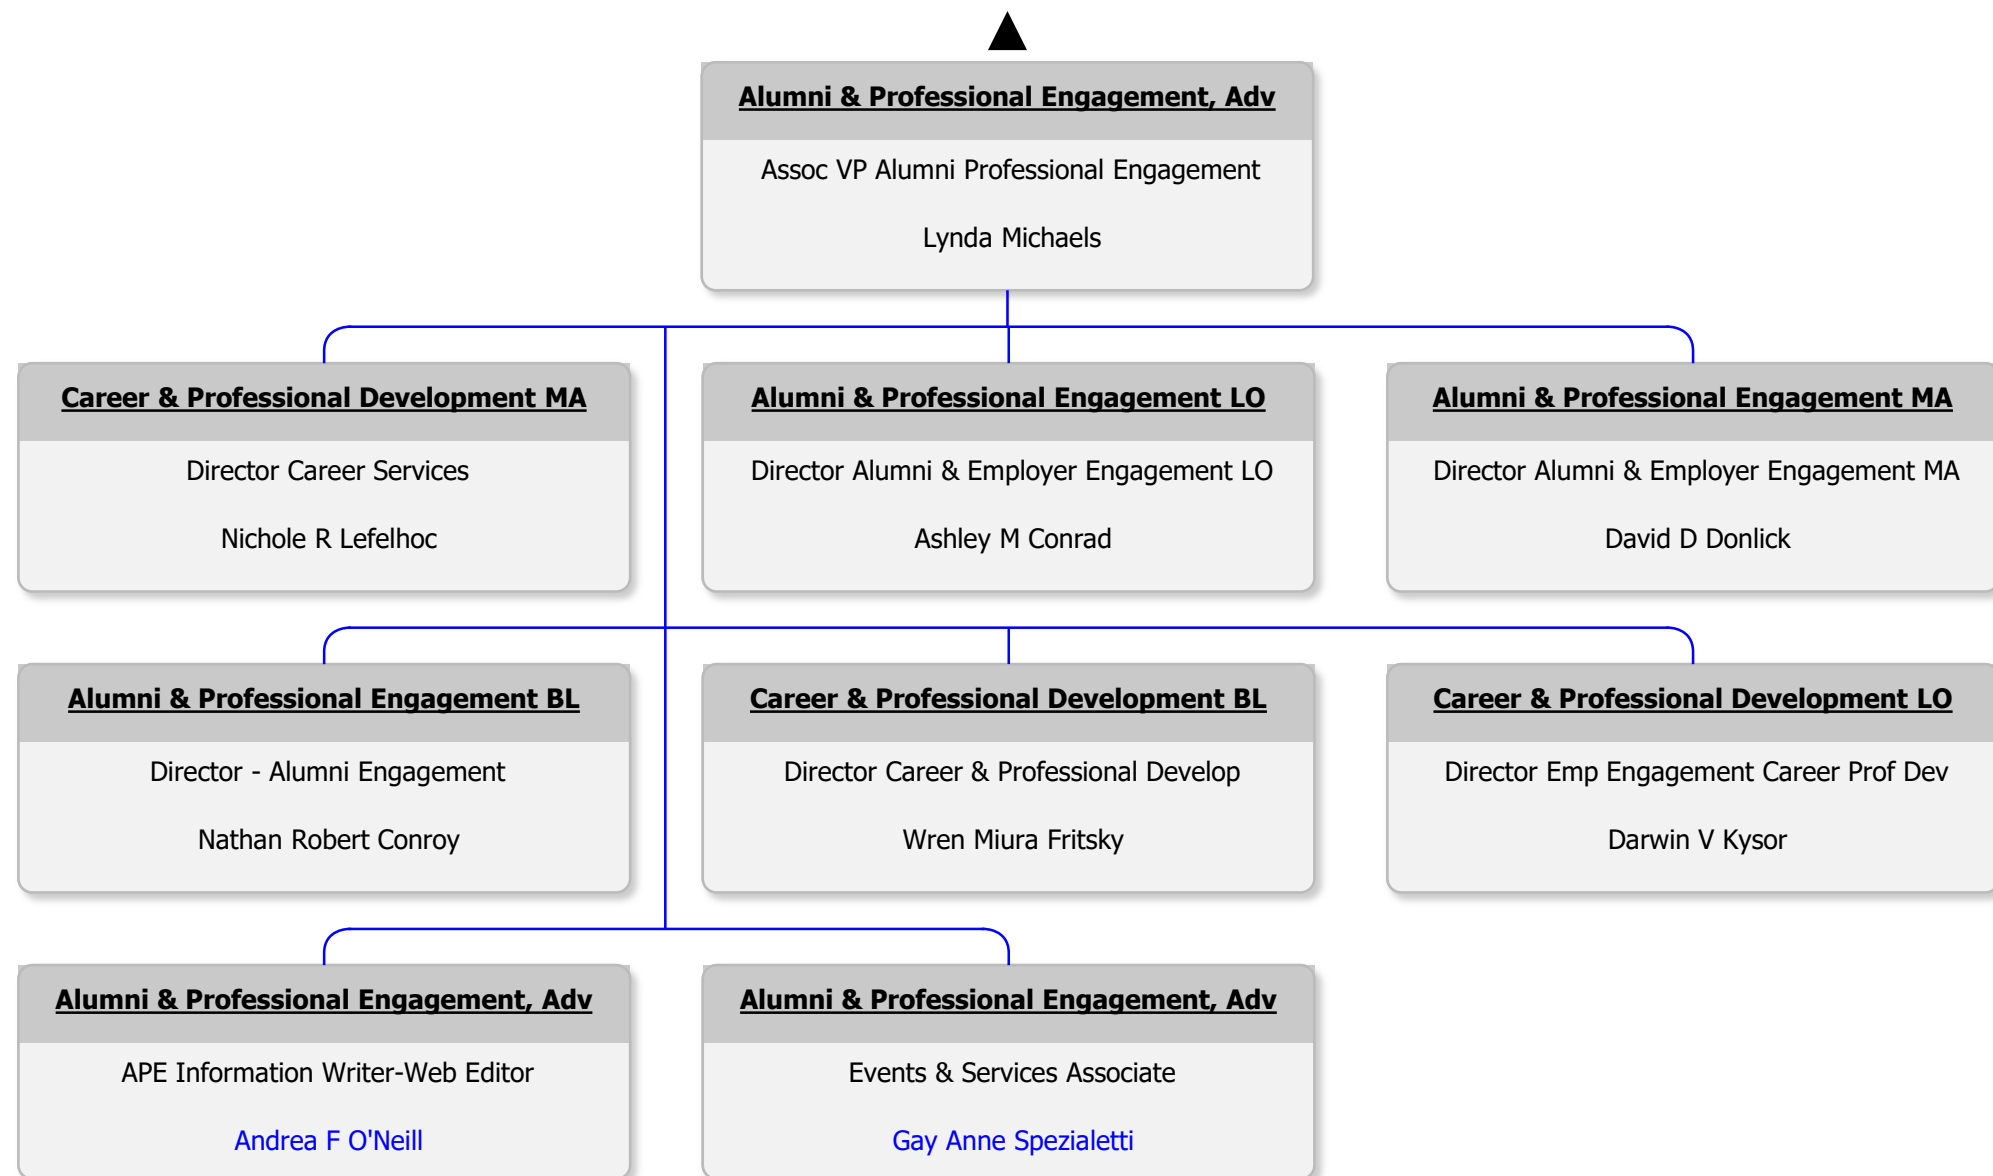 Alumni & Professional Engagement, Adv
Assoc VP Alumni Professional Engagement
Lynda Michaels
Career & Professional Development MA
Director Career Services
Nichole R Lefelhoc
Alumni & Professional Engagement LO
Director Alumni & Employer Engagement LO
Ashley M Conrad
Alumni & Professional Engagement MA
Director Alumni & Employer Engagement MA
David D Donlick
Alumni & Professional Engagement BL
Director - Alumni Engagement
Nathan Robert Conroy
Career & Professional Development BL
Director Career & Professional Develop
Wren Miura Fritsky
Career & Professional Development LO
Director Emp Engagement Career Prof Dev
Darwin V Kysor
Alumni & Professional Engagement, Adv
APE Information Writer-Web Editor
Andrea F O'Neill
Alumni & Professional Engagement, Adv
Events & Services Associate
Gay Anne Spezialetti